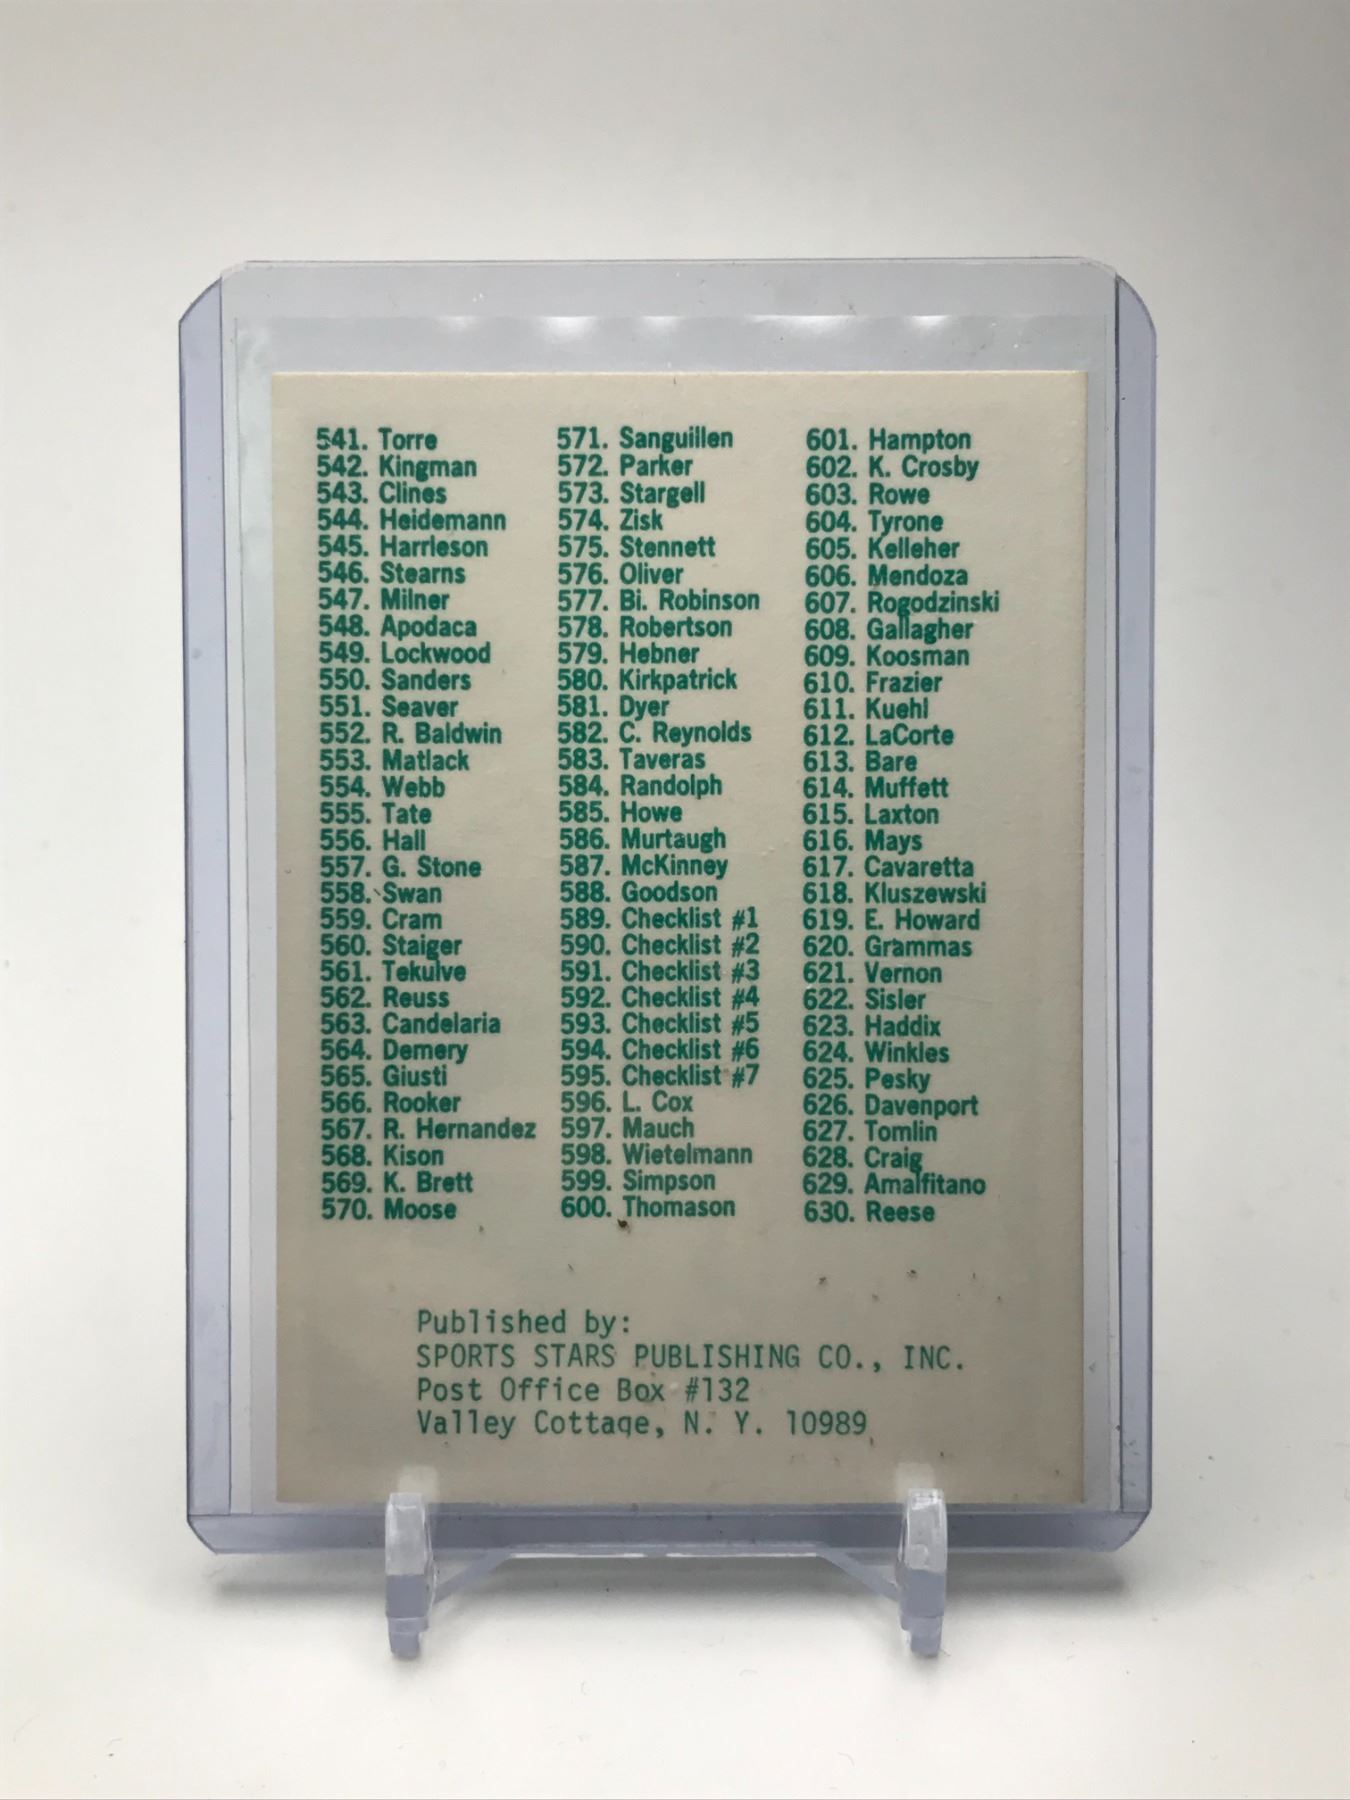 541. Torre
542. Kingman
543. Clines
544. Heidemann
545. Harrleson
546. Stearns
547. Milner
548. Apodaca
549. Lockwood
550. Sanders
551. Seaver
552. R. Baldwin
553. Matlack
554. Webb
555. Tate
556. Hall
557. G. Stone
558. Swan
559. Cram
560. Staiger
561. Tekulve
562. Reuss
563. Candelaria
564. Demery
565. Giusti
566. Rooker
567. R. Hernandez
568. Kison
569. K. Brett
570. Moose
571. Sanguillen
572. Parker
573. Stargell
574. Zisk
575. Stennett
576. Oliver
577. Bi. Robinson
578. Robertson
579. Hebner
580. Kirkpatrick
581. Dyer
582. C. Reynolds
583. Taveras
584. Randolph
585. Howe
586. Murtaugh
587. McKinney
588. Goodson
589. Checklist #1
590. Checklist #2
591. Checklist #3
592. Checklist #4
593. Checklist #5
594. Checklist #6
595. Checklist #7
596. L. Cox
597. Mauch
598. Wietelmann
599. Simpson
600. Thomason
601. Hampton
602. K. Crosby
603. Rowe
604. Tyrone
605. Kelleher
606. Mendoza
607. Rogodzinski
608. Gallagher
609. Koosman
610. Frazier
611. Kuehl
612. LaCorte
613. Bare
614. Muffett
615. Laxton
616. Mays
617. Cavaretta
618. Kluszewski
619. E. Howard
620. Grammas
621. Vernon
622. Sisler
623. Haddix
624. Winkles
625. Pesky
626. Davenport
627. Tomlin
628. Craig
629. Amalfitano
630. Reese
Published by:
SPORTS STARS PUBLISHING CO., INC.
Post Office Box #132
Valley Cottage, N. Y. 10989